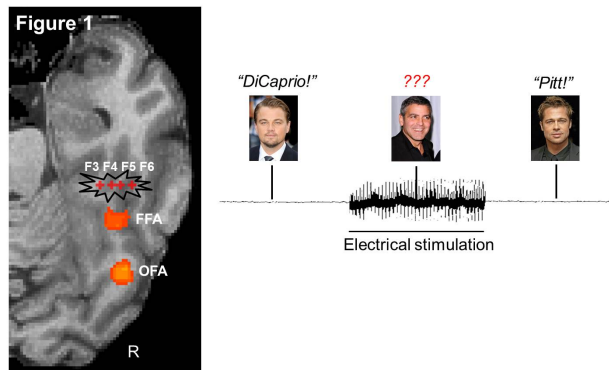 Figure 1
F3 F4 F5 F6
FFA
OFA
R
“DiCaprio!”
???
“Pitt!”
Electrical stimulation